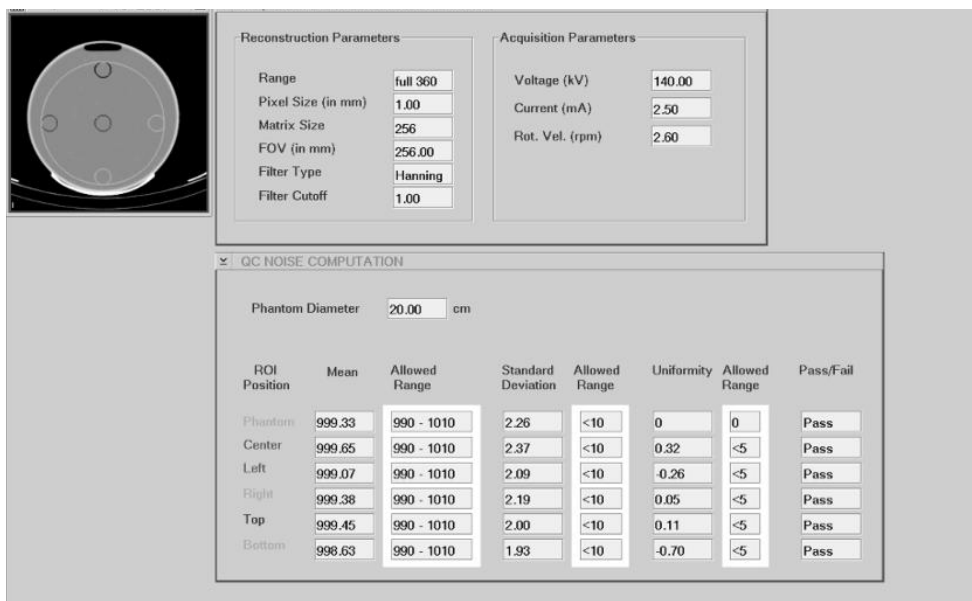 Reconstruction Parameters
Range full 360
Pixel Size (in mm) 1.00
Matrix Size 256
FOV (in mm) 256.00
Filter Type Hanning
Filter Cutoff 1.00
Acquisition Parameters
Voltage (kV) 140.00
Current (mA) 2.50
Rot. Vel. (rpm) 2.60
QC NOISE COMPUTATION
Phantom Diameter 20.00 cm
ROI Position Mean Allowed Range Standard Deviation Allowed Range Uniformity Allowed Range Pass/Fail
Phantom 999.33 990 - 1010 2.26 <10 0 0 Pass
Center 999.65 990 - 1010 2.37 <10 0.32 <5 Pass
Left 999.07 990 - 1010 2.09 <10 -0.26 <5 Pass
Right 999.38 990 - 1010 2.19 <10 0.05 <5 Pass
Top 999.45 990 - 1010 2.00 <10 0.11 <5 Pass
Bottom 998.63 990 - 1010 1.93 <10 -0.70 <5 Pass